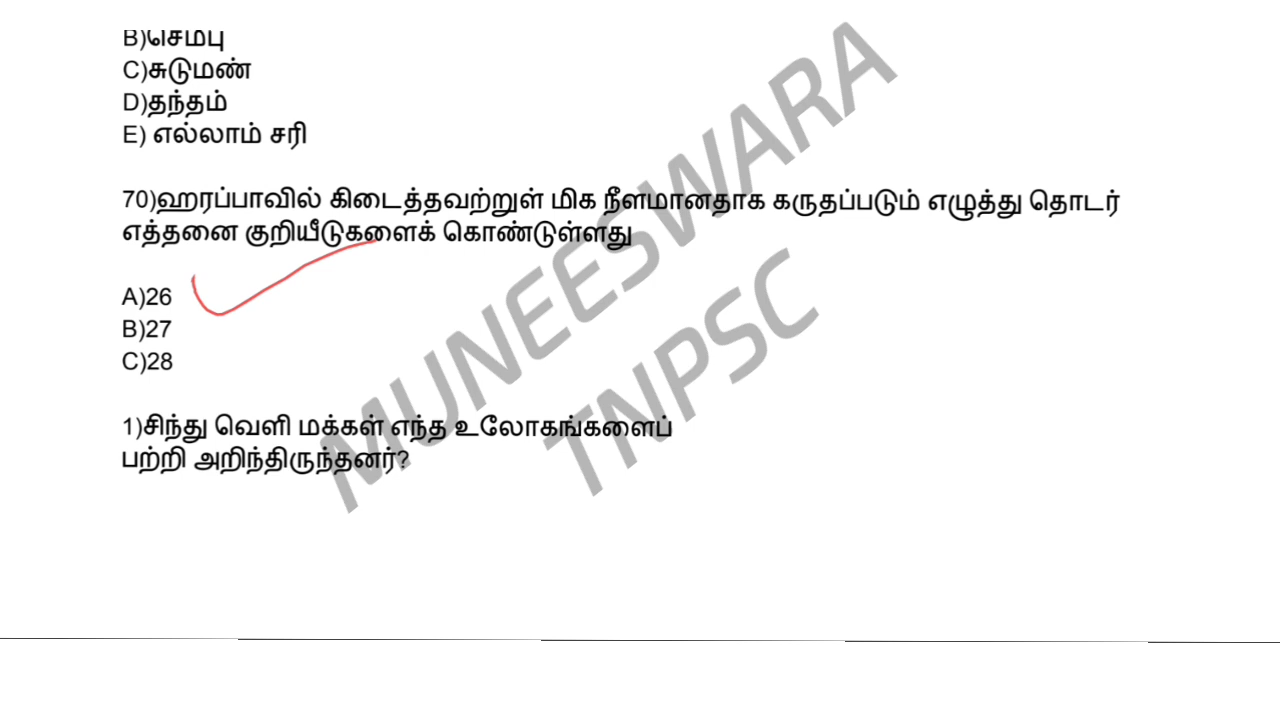 B)செம்பு
C)சுடுமண்
D)தந்தம்
E) எல்லாம் சரி
70)ஹரப்பாவில் கிடைத்தவற்றுள் மிக நீளமானதாக கருதப்படும் எழுத்து தொடர்
எத்தனை குறியீடுகளைக் கொண்டுள்ளது
A)26
B)27
C)28
1)சிந்து வெளி மக்கள் எந்த உலோகங்களைப்
பற்றி அறிந்திருந்தனர்?
MUNEESWARA
TNPSC